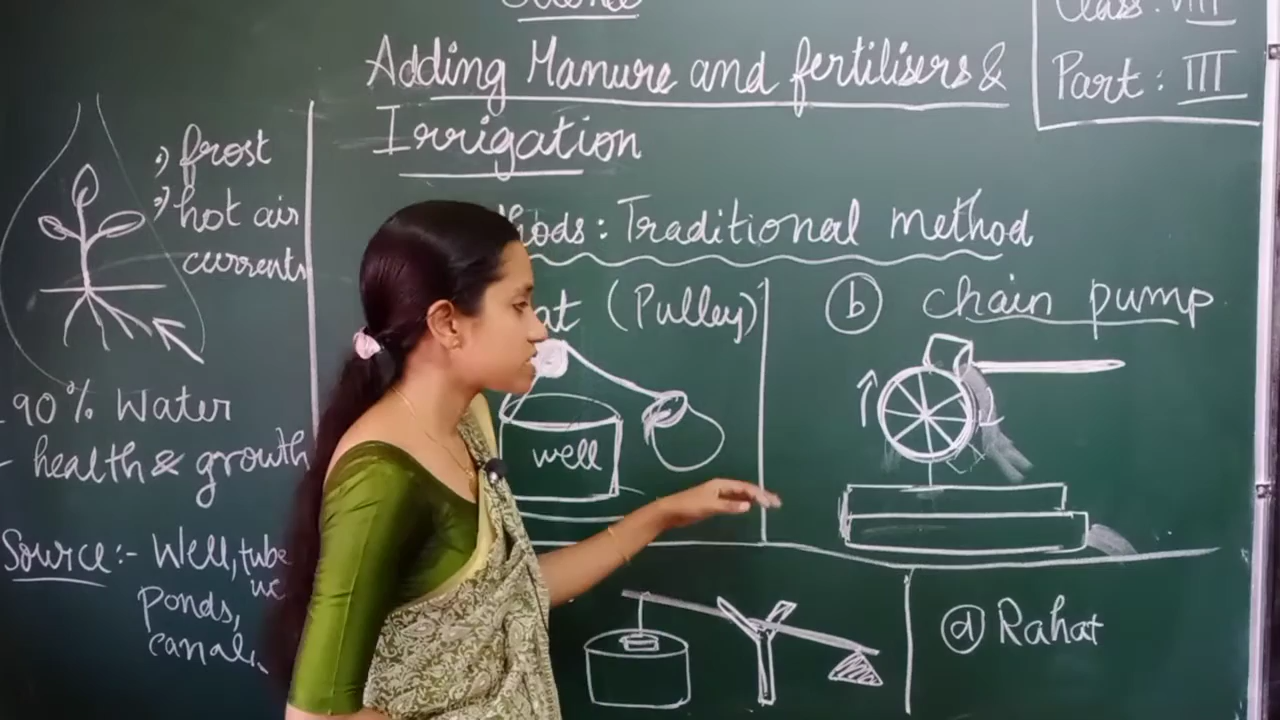 Science
Class: VIII
Part: III
Adding Manure and fertilisers &
Irrigation
:) frost
:) hot air
currents
- 90% Water
- health & growth
Source:- Well, tube
ponds,
canal
Traditional method
(Pulley)
well
b chain pump
d Rahat